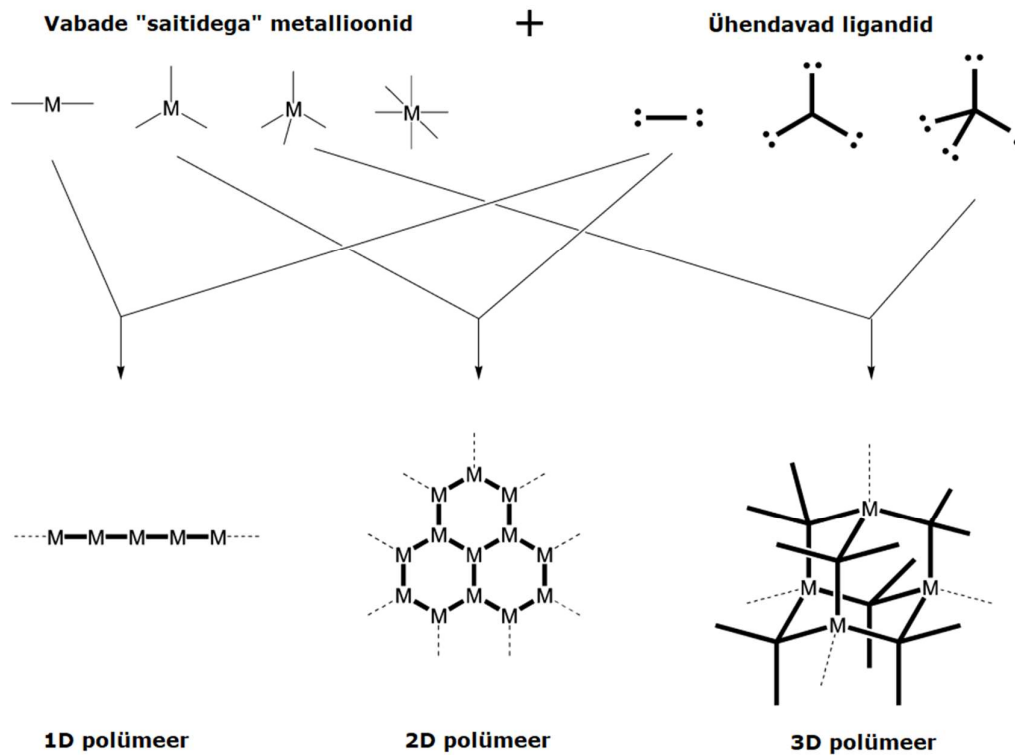 Vabade "saitidega" metallioonid + Ühendavad ligandid
M M M M
M M M M M
M
M M
M M
M M M
M M M M
M M
M
M M
M
1D polümeer 2D polümeer 3D polümeer